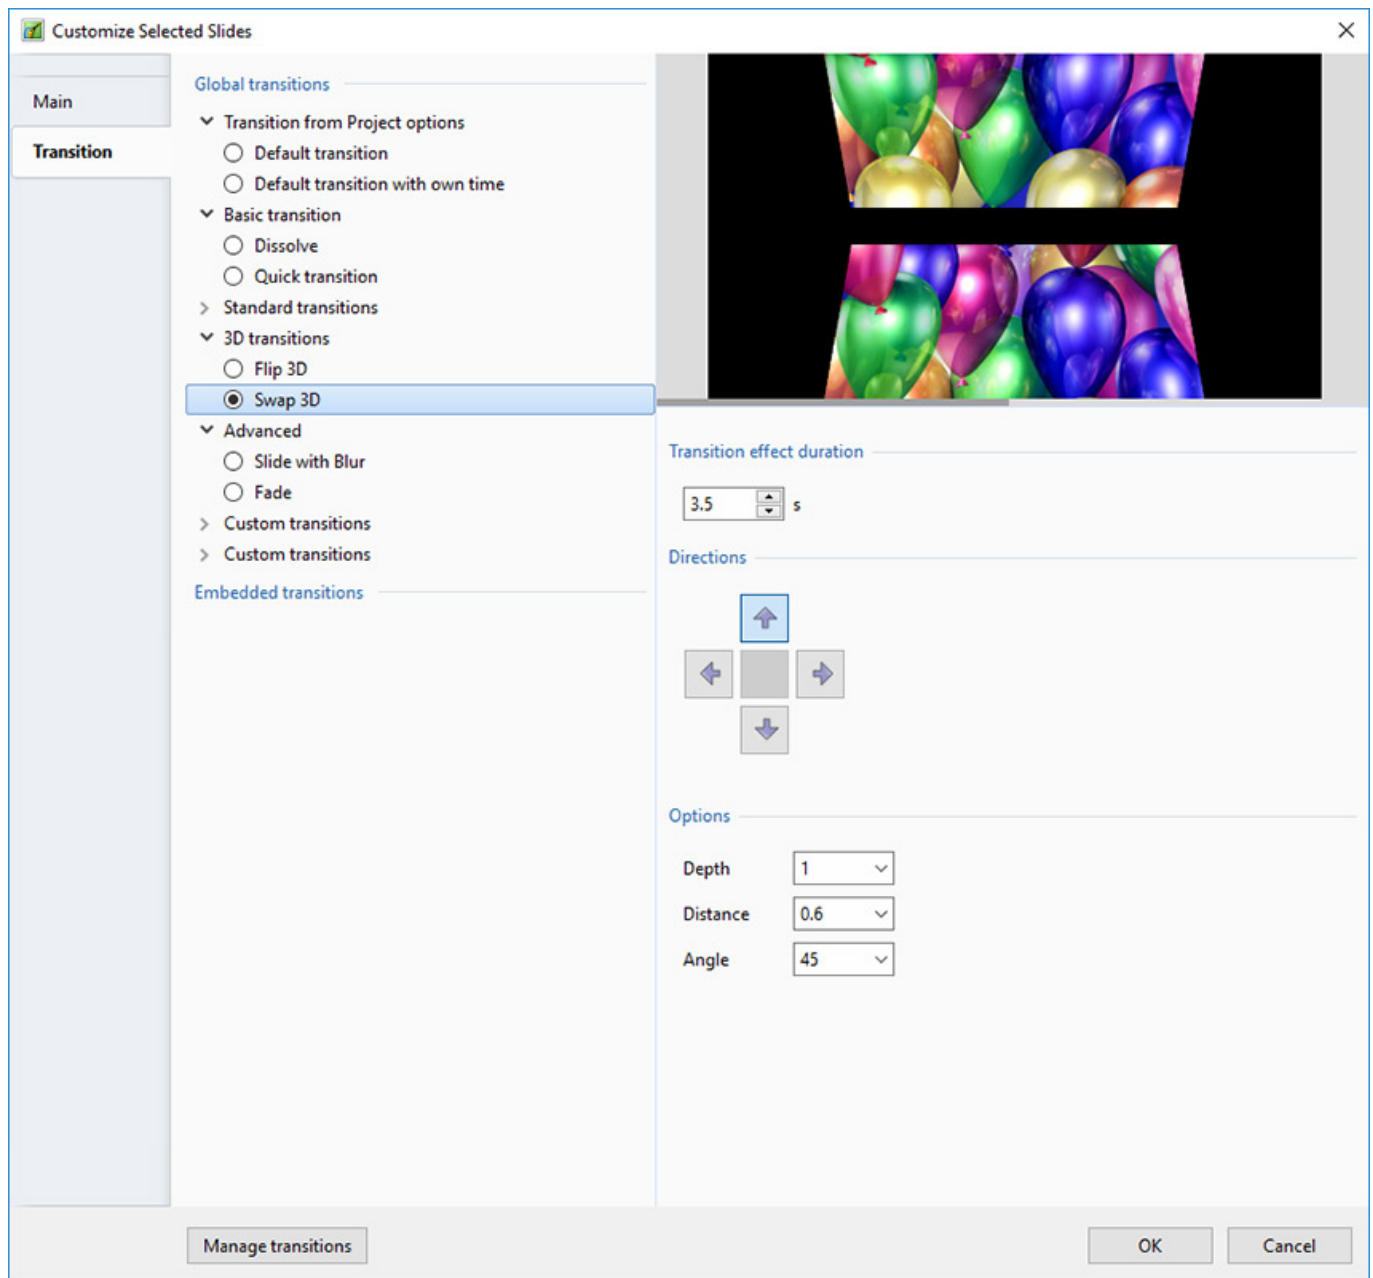 Customize Selected Slides
Main
Transition
Global transitions
Transition from Project options
Default transition
Default transition with own time
Basic transition
Dissolve
Quick transition
Standard transitions
3D transitions
Flip 3D
Swap 3D
Advanced
Slide with Blur
Fade
Custom transitions
Custom transitions
Embedded transitions
Transition effect duration
3.5 s
Directions
Options
Depth 1
Distance 0.6
Angle 45
Manage transitions
OK
Cancel